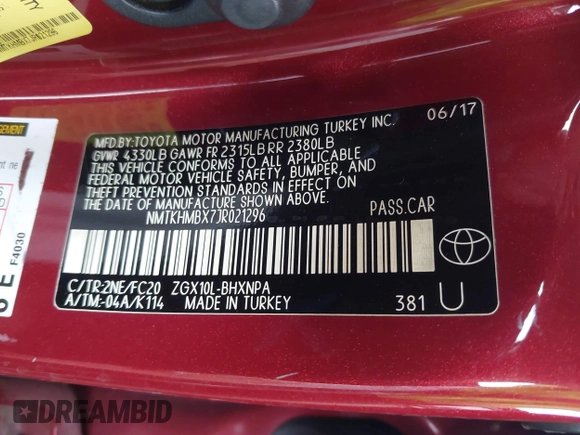 MFD.BY:TOYOTA MOTOR MANUFACTURING TURKEY INC. 06/17
GVWR 4330LB GAWR FR 2315LB RR 2380LB
THIS VEHICLE CONFORMS TO ALL APPLICABLE
FEDERAL MOTOR VEHICLE SAFETY, BUMPER, AND
THEFT PREVENTION STANDARDS IN EFFECT ON
THE DATE OF MANUFACTURE SHOWN ABOVE.
NMTKHMBX7JR021296 PASS.CAR
C/TR:2NE/FC20 ZGX10L-BHXNPA
A/TM:-04A/K114 MADE IN TURKEY 381 U
F4030
DREAMBID